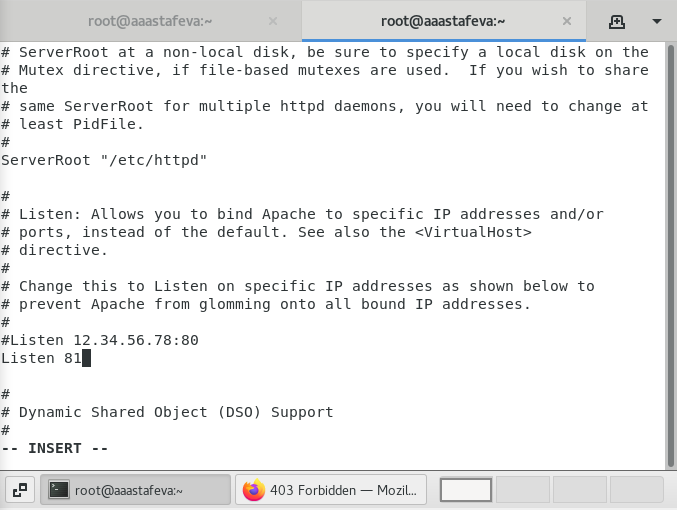 root@aaastafeva:~ × root@aaastafeva:~ ×
# ServerRoot at a non-local disk, be sure to specify a local disk on the
# Mutex directive, if file-based mutexes are used.  If you wish to share
the
# same ServerRoot for multiple httpd daemons, you will need to change at
# least PidFile.
#
ServerRoot "/etc/httpd"

#
# Listen: Allows you to bind Apache to specific IP addresses and/or
# ports, instead of the default. See also the <VirtualHost>
# directive.
#
# Change this to Listen on specific IP addresses as shown below to
# prevent Apache from glomming onto all bound IP addresses.
#
#Listen 12.34.56.78:80
Listen 81

#
# Dynamic Shared Object (DSO) Support
#
-- INSERT --
root@aaastafeva:~ 403 Forbidden — Mozil...